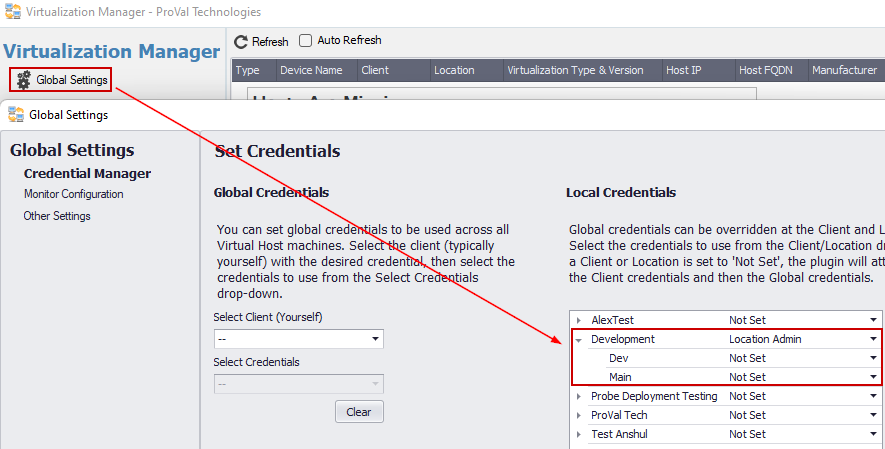 Virtualization Manager - ProVal Technologies
Virtualization Manager
Global Settings
Refresh
Auto Refresh
Type Device Name Client Location Virtualization Type & Version Host IP Host FQDN Manufacturer
Global Settings
Global Settings
Credential Manager
Monitor Configuration
Other Settings
Set Credentials
Global Credentials
You can set global credentials to be used across all
Virtual Host machines. Select the client (typically
yourself) with the desired credential, then select the
credentials to use from the Select Credentials
drop-down.
Select Client (Yourself)
--
Select Credentials
--
Clear
Local Credentials
Global credentials can be overridden at the Client and L
Select the credentials to use from the Client/Location dr
a Client or Location is set to 'Not Set', the plugin will att
the Client credentials and then the Global credentials.
AlexTest Not Set
Development Location Admin
Dev Not Set
Main Not Set
Probe Deployment Testing Not Set
ProVal Tech Not Set
Test Anshul Not Set